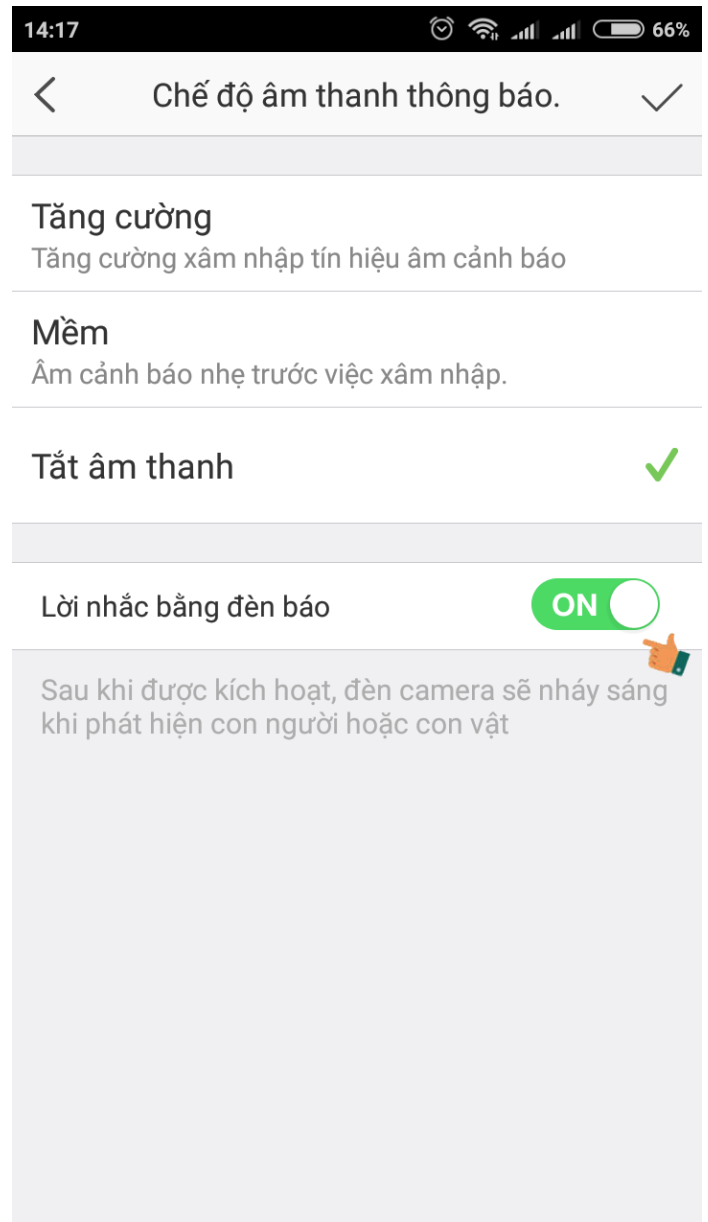 14:17 66%
Chế độ âm thanh thông báo.
Tăng cường
Tăng cường xâm nhập tín hiệu âm cảnh báo
Mềm
Âm cảnh báo nhẹ trước việc xâm nhập.
Tắt âm thanh
Lời nhắc bằng đèn báo ON
Sau khi được kích hoạt, đèn camera sẽ nháy sáng
khi phát hiện con người hoặc con vật